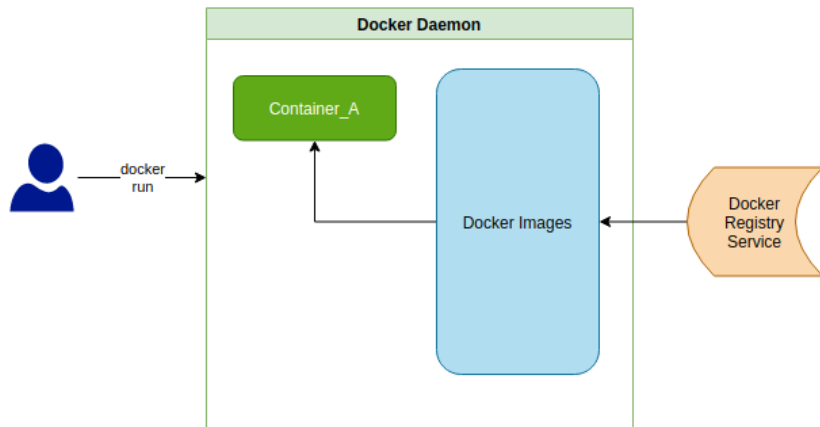 Docker Daemon
Container_A
docker
run
Docker Images
Docker
Registry
Service